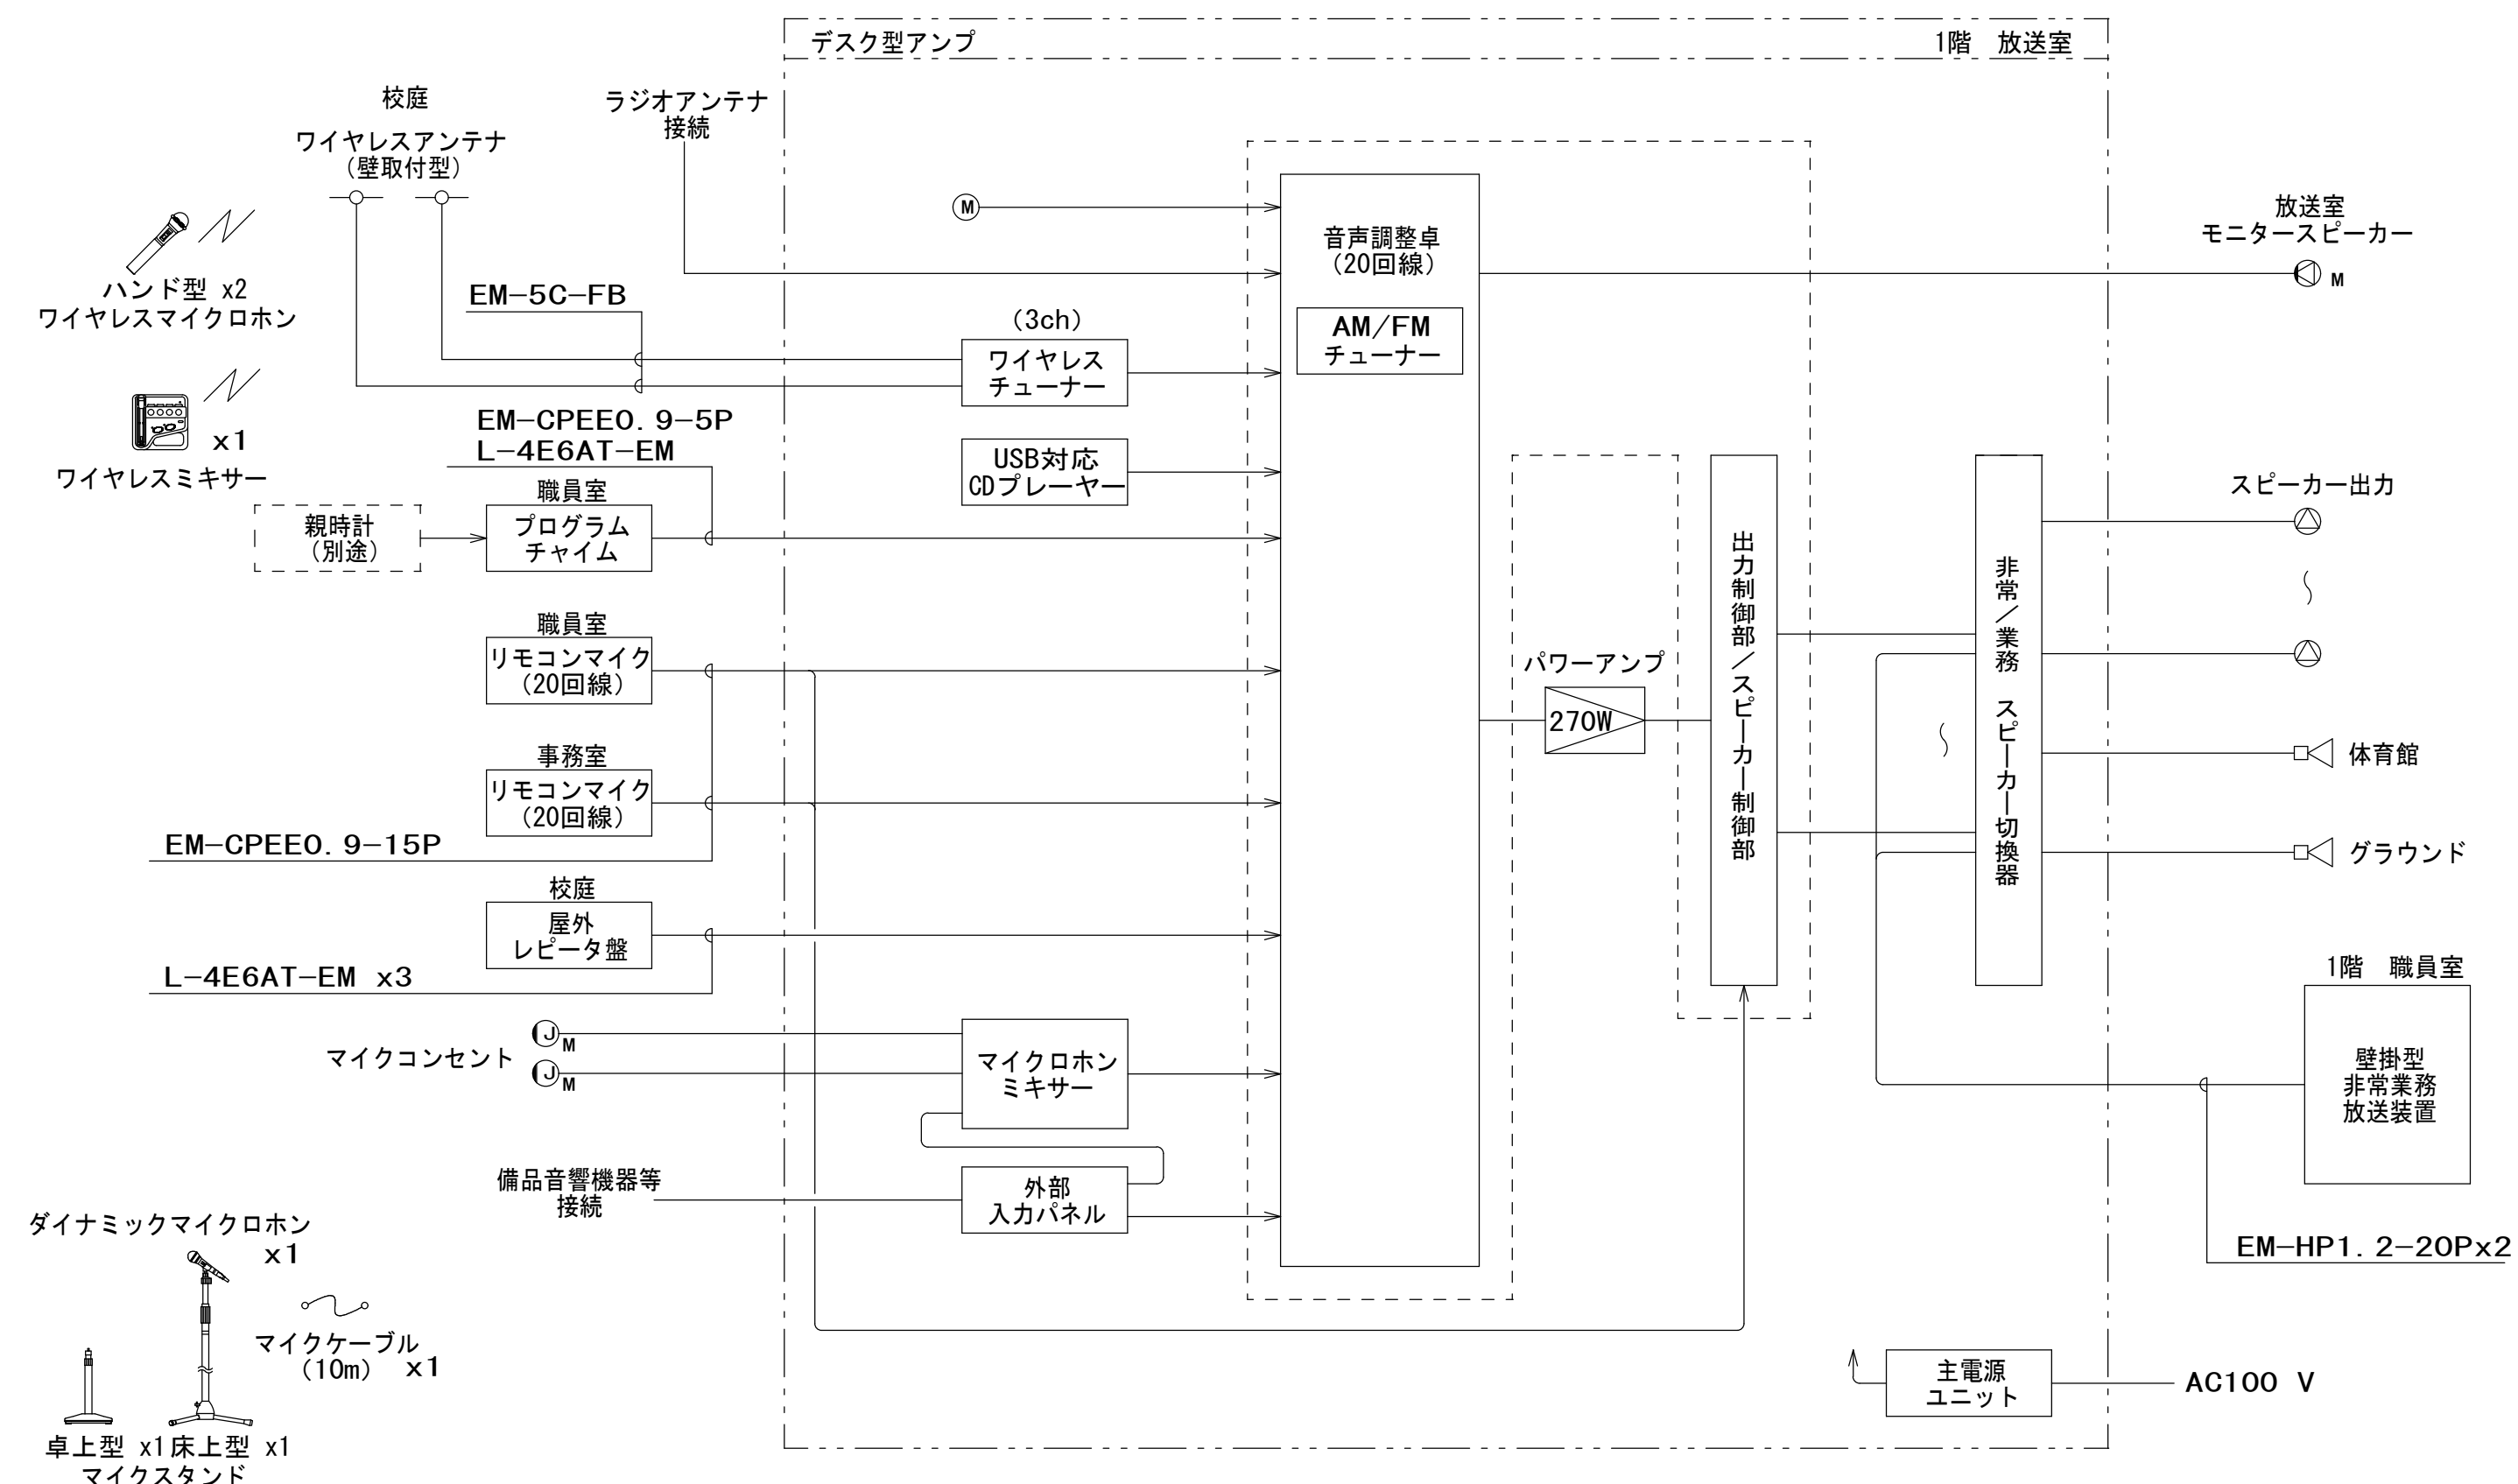 デスク型アンプ
1階 放送室
校庭
ワイヤレスアンテナ
(壁取付型)
ラジオアンテナ
接続
ハンド型 x2
ワイヤレスマイクロホン
EM-5C-FB
x1
ワイヤレスミキサー
M
音声調整卓
(20回線)
AM/FM
チューナー
放送室
モニタースピーカー
M
(3ch)
ワイヤレス
チューナー
EM-CPEE0.9-5P
L-4E6AT-EM
USB対応
CDプレーヤー
職員室
プログラム
チャイム
親時計
(別途)
スピーカー出力
職員室
リモコンマイク
(20回線)
事務室
リモコンマイク
(20回線)
EM-CPEE0.9-15P
パワーアンプ
270W
出力制御部/スピーカー制御部
非常/業務 スピーカー切換器
体育館
グラウンド
校庭
屋外
レピータ盤
L-4E6AT-EM x3
マイクコンセント
J
M
J
M
マイクロホン
ミキサー
1階 職員室
壁掛型
非常業務
放送装置
備品音響機器等
接続
外部
入力パネル
EM-HP1.2-20Px2
ダイナミックマイクロホン
x1
マイクケーブル
(10m) x1
卓上型 x1
床上型 x1
マイクスタンド
主電源
ユニット
AC100 V